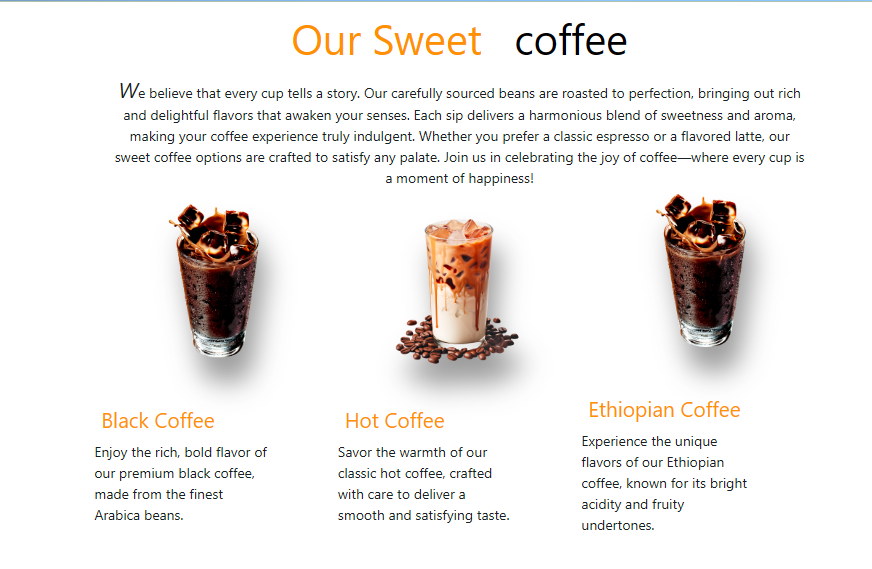 Our Sweet coffee
We believe that every cup tells a story. Our carefully sourced beans are roasted to perfection, bringing out rich
and delightful flavors that awaken your senses. Each sip delivers a harmonious blend of sweetness and aroma,
making your coffee experience truly indulgent. Whether you prefer a classic espresso or a flavored latte, our
sweet coffee options are crafted to satisfy any palate. Join us in celebrating the joy of coffee—where every cup is
a moment of happiness!
Black Coffee
Enjoy the rich, bold flavor of
our premium black coffee,
made from the finest
Arabica beans.
Hot Coffee
Savor the warmth of our
classic hot coffee, crafted
with care to deliver a
smooth and satisfying taste.
Ethiopian Coffee
Experience the unique
flavors of our Ethiopian
coffee, known for its bright
acidity and fruity
undertones.